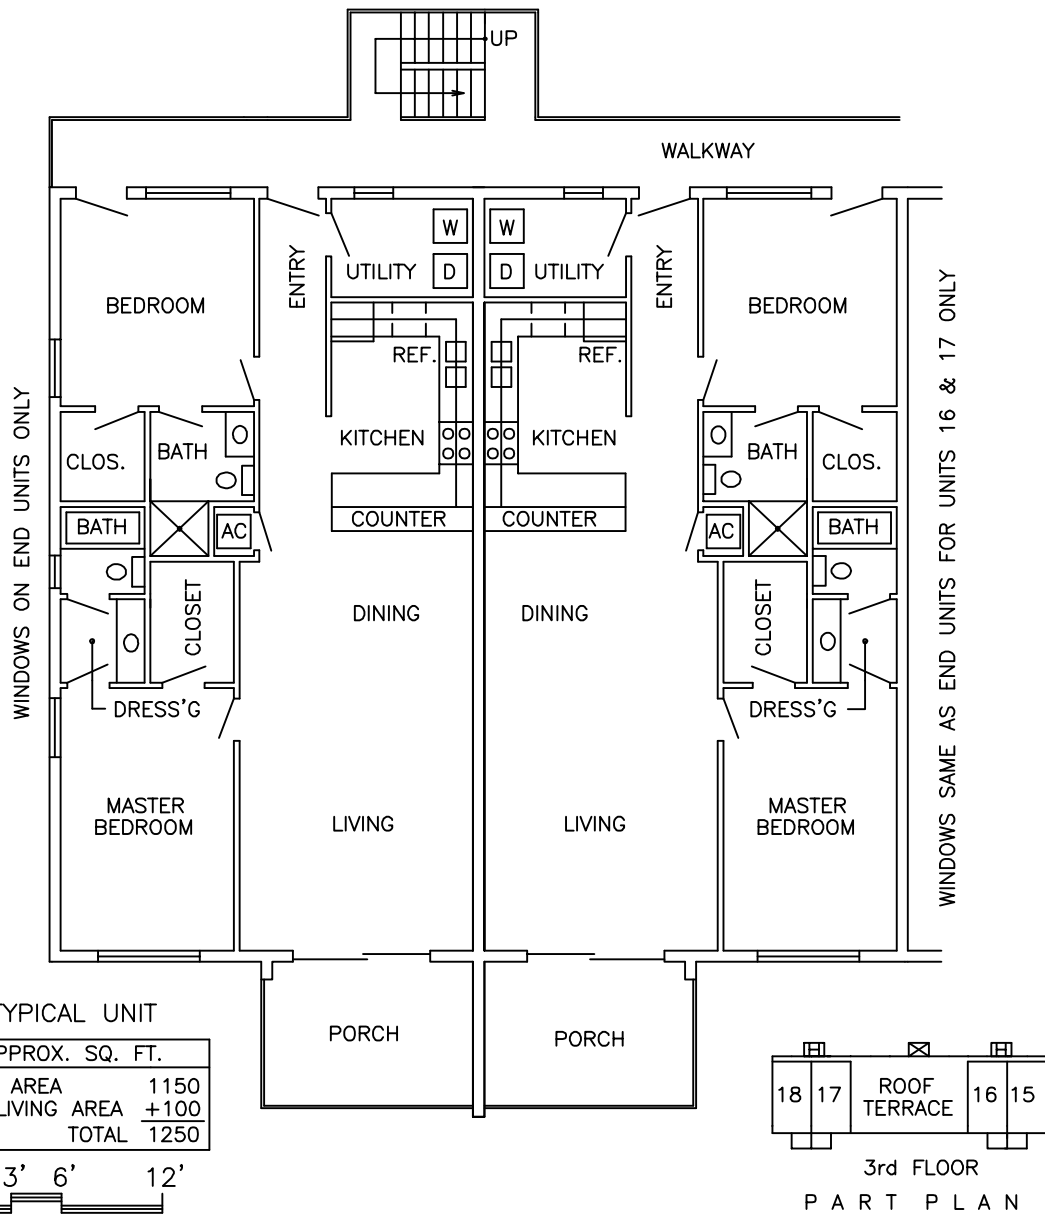 UP
WALKWAY
W
W
D
D
UTILITY
UTILITY
ENTRY
ENTRY
BEDROOM
BEDROOM
REF.
REF.
KITCHEN
KITCHEN
BATH
BATH
CLOS.
CLOS.
BATH
AC
COUNTER
COUNTER
AC
BATH
CLOSET
CLOSET
DINING
DINING
DRESS'G
DRESS'G
MASTER
BEDROOM
LIVING
LIVING
MASTER
BEDROOM
WINDOWS ON END UNITS ONLY
WINDOWS SAME AS END UNITS FOR UNITS 16 & 17 ONLY
PORCH
PORCH
TYPICAL UNIT
PPROX. SQ. FT.
AREA 1150
LIVING AREA +100
TOTAL 1250
3' 6' 12'
18 17 ROOF TERRACE 16 15
3rd FLOOR
PART PLAN